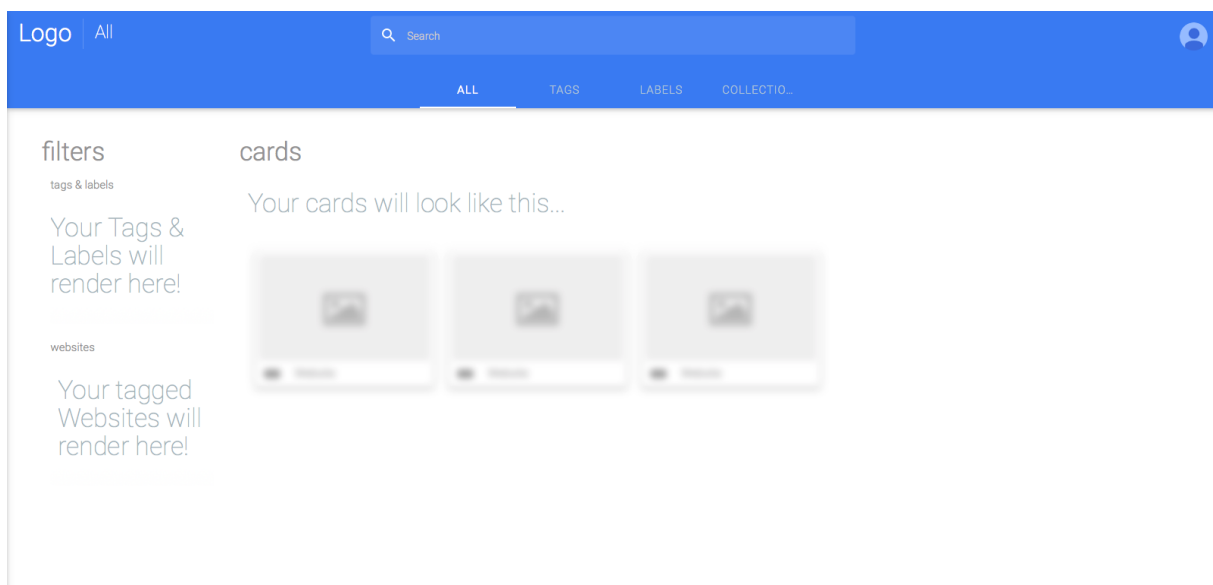 Logo All
Search
ALL TAGS LABELS COLLECTIO...
filters
tags & labels
Your Tags &
Labels will
render here!
websites
Your tagged
Websites will
render here!
cards
Your cards will look like this...